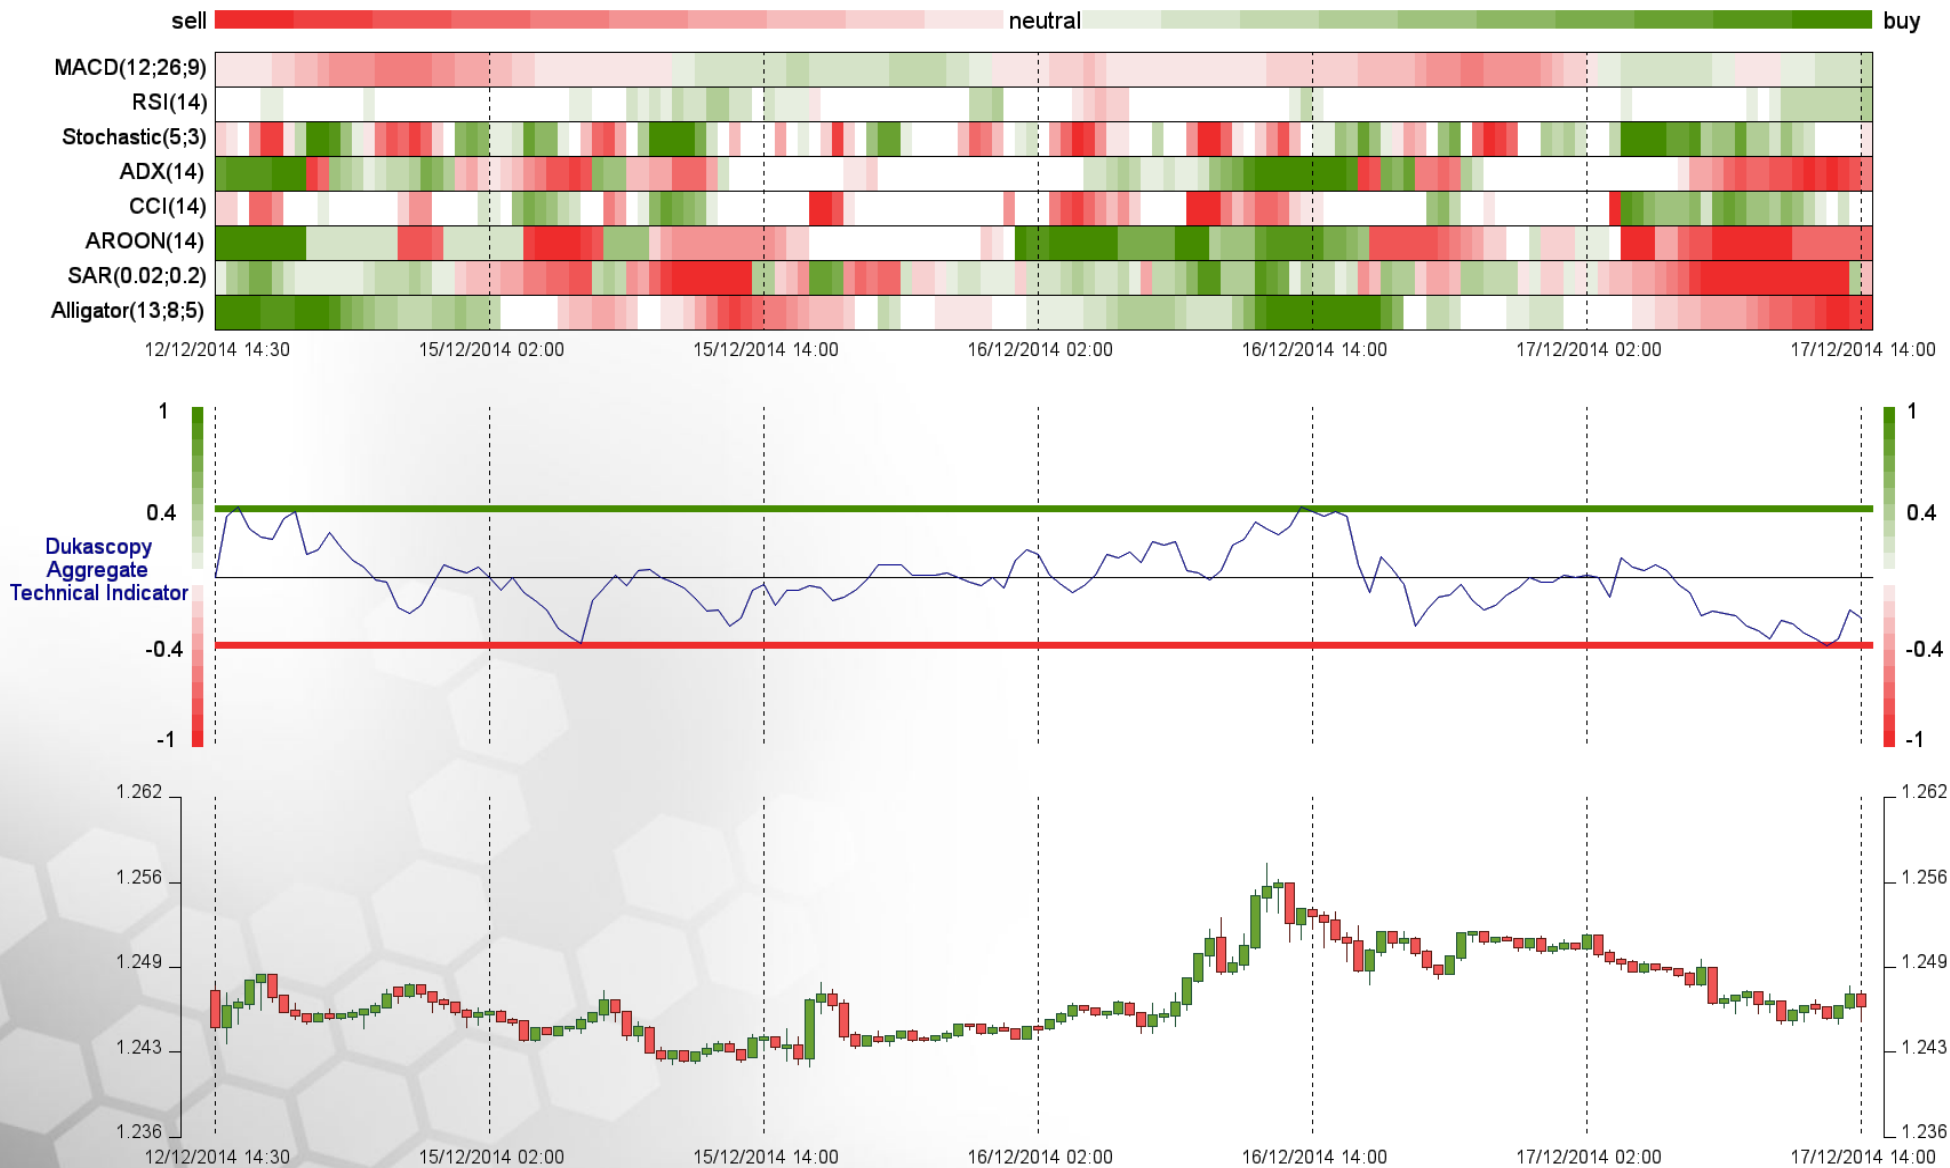 sell neutral buy
MACD(12;26;9)
RSI(14)
Stochastic(5;3)
ADX(14)
CCI(14)
AROON(14)
SAR(0.02;0.2)
Alligator(13;8;5)
12/12/2014 14:30 15/12/2014 02:00 15/12/2014 14:00 16/12/2014 02:00 16/12/2014 14:00 17/12/2014 02:00 17/12/2014 14:00
1 1
0.4 0.4
Dukascopy
Aggregate
Technical Indicator
-0.4 -0.4
-1 -1
1.262 1.262
1.256 1.256
1.249 1.249
1.243 1.243
1.236 1.236
12/12/2014 14:30 15/12/2014 02:00 15/12/2014 14:00 16/12/2014 02:00 16/12/2014 14:00 17/12/2014 02:00 17/12/2014 14:00